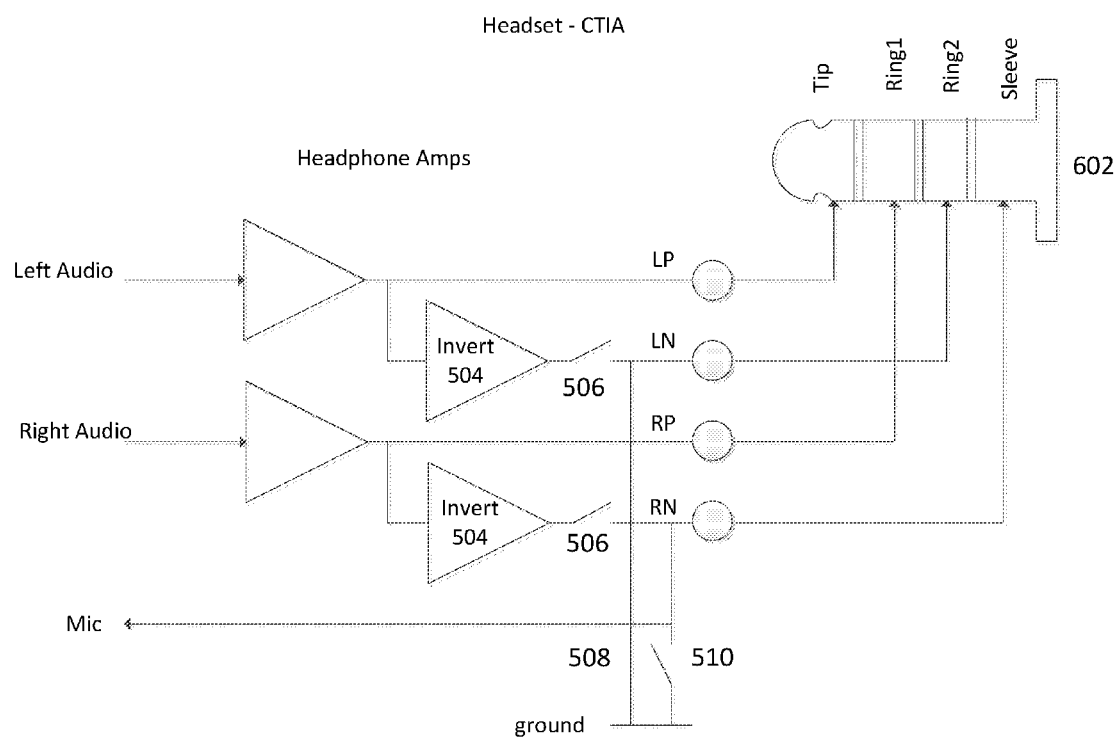 Headset - CTIA
Tip
Ring1
Ring2
Sleeve
602
Headphone Amps
Left Audio
LP
Invert
504
506
LN
Right Audio
RP
Invert
504
506
RN
Mic
508
510
ground